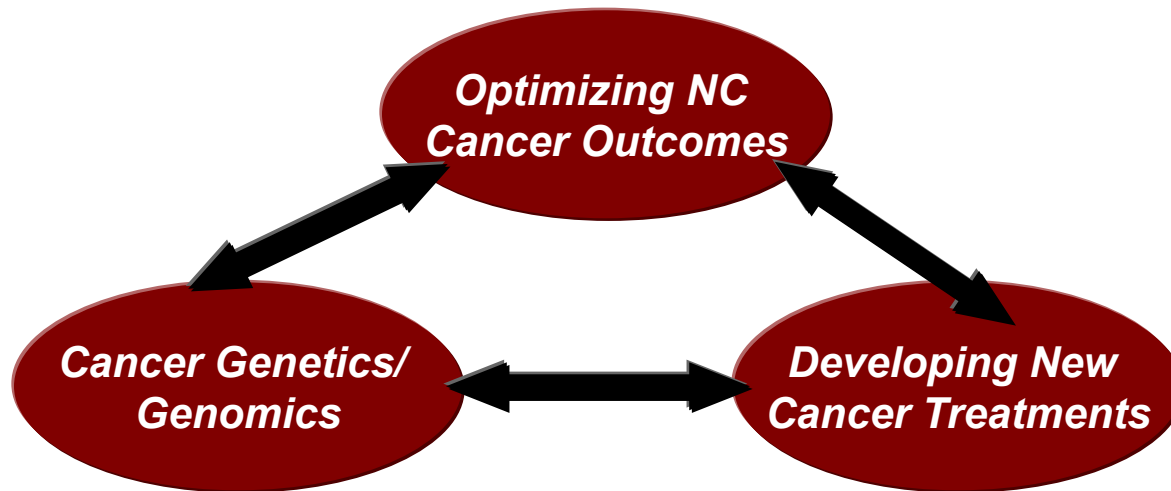 Optimizing NC
Cancer Outcomes
Cancer Genetics/
Genomics
Developing New
Cancer Treatments